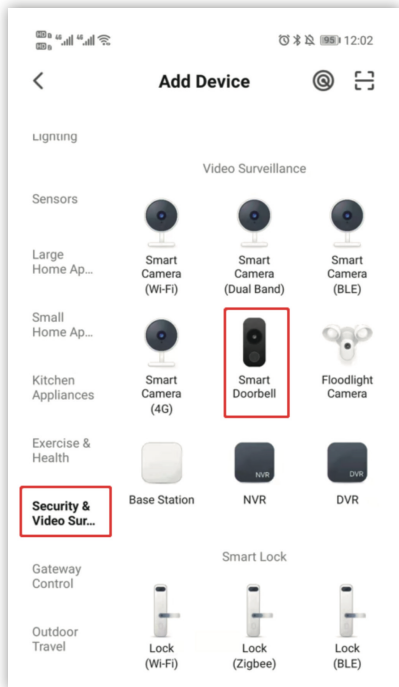 HD 4G 4G 95 12:02
Add Device
Lighting
Sensors
Large
Home Ap...
Small
Home Ap...
Kitchen
Appliances
Exercise &
Health
Security &
Video Sur...
Gateway
Control
Outdoor
Travel
Video Surveillance
Smart
Camera
(Wi-Fi)
Smart
Camera
(Dual Band)
Smart
Camera
(BLE)
Smart
Camera
(4G)
Smart
Doorbell
Floodlight
Camera
Base Station
NVR
NVR
DVR
DVR
Smart Lock
Lock
(Wi-Fi)
Lock
(Zigbee)
Lock
(BLE)